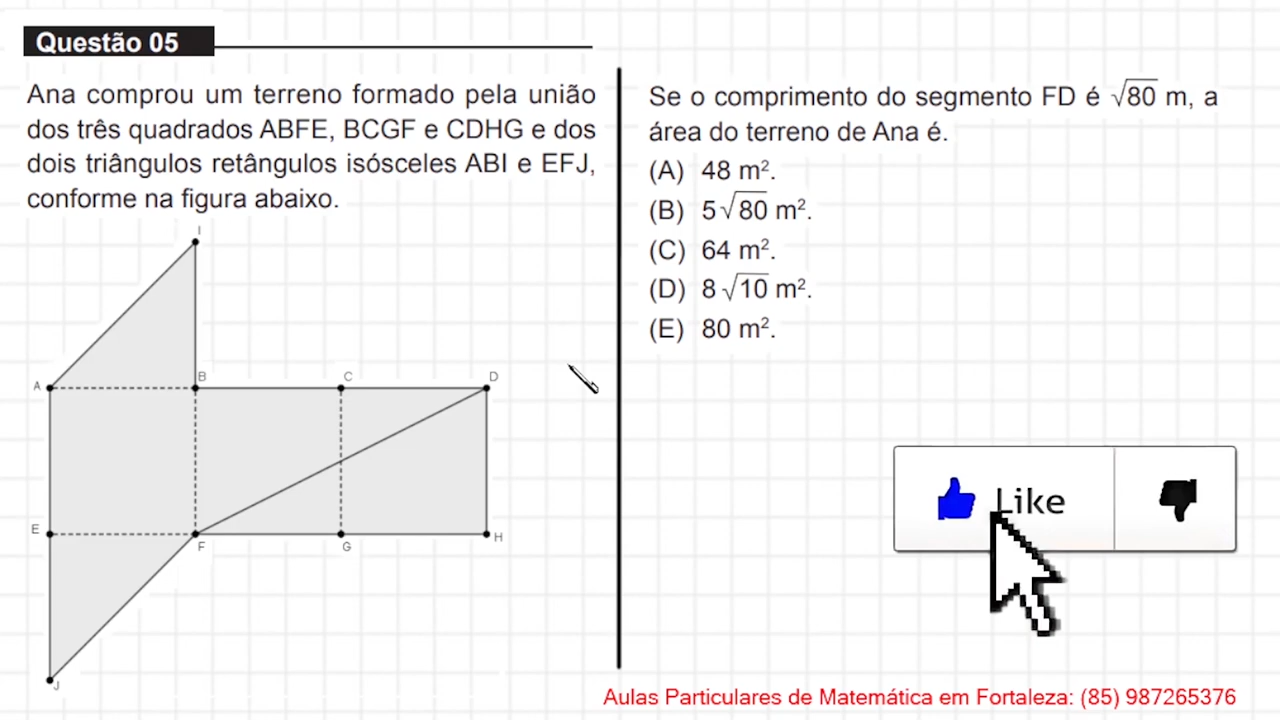 Questão 05
Ana comprou um terreno formado pela união
dos três quadrados ABFE, BCGF e CDHG e dos
dois triângulos retângulos isósceles ABI e EFJ,
conforme na figura abaixo.
I
A
B
C
D
E
F
G
H
J
Se o comprimento do segmento FD é √80 m, a
área do terreno de Ana é.
(A) 48 m².
(B) 5√80 m².
(C) 64 m².
(D) 8√10 m².
(E) 80 m².
Like
Aulas Particulares de Matemática em Fortaleza: (85) 987265376